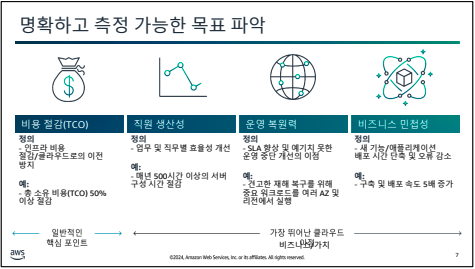 명확하고 측정 가능한 목표 파악
비용 절감(TCO)
정의
- 인프라 비용
절감/클라우드로의 이전
방지
예:
- 총 소유 비용(TCO) 50%
이상 절감
직원 생산성
정의
- 업무 및 직무별 효율성 개선
예:
- 매년 500시간 이상의 서버
구성 시간 절감
운영 복원력
정의
- SLA 향상 및 예기치 못한
운영 중단 개선의 이점
예:
- 견고한 재해 복구를 위해
중요 워크로드를 여러 AZ 및
리전에서 실행
비즈니스 민첩성
정의
- 새 기능/애플리케이션
배포 시간 단축 및 오류 감소
예:
- 구축 및 배포 속도 5배 증가
일반적인
핵심 포인트
가장 뛰어난 클라우드
비즈니스 가치
aws
©2024, Amazon Web Services, Inc. or its affiliates. All rights reserved.
7